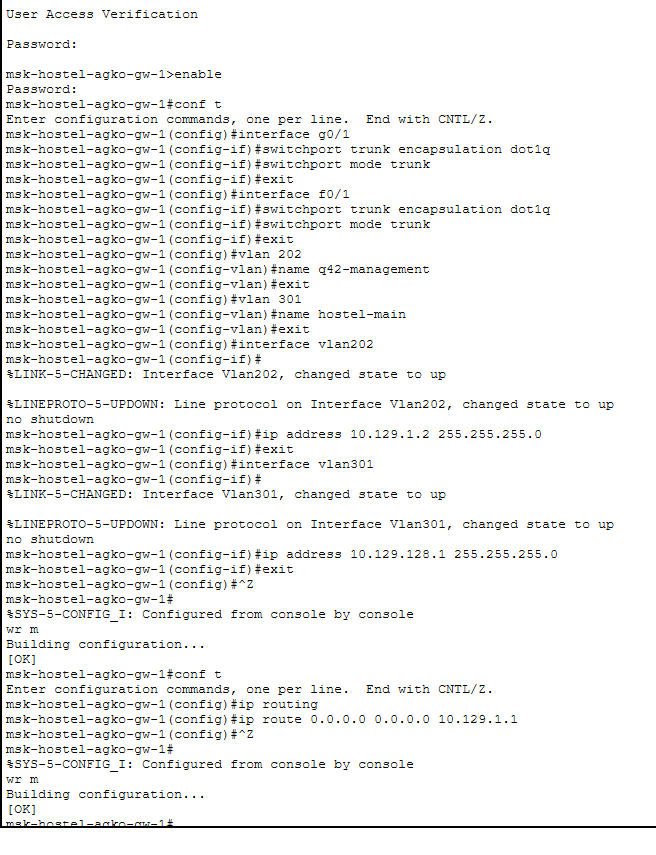 User Access Verification
Password:
msk-hostel-agko-gw-1>enable
Password:
msk-hostel-agko-gw-1#conf t
Enter configuration commands, one per line.  End with CNTL/Z.
msk-hostel-agko-gw-1(config)#interface g0/1
msk-hostel-agko-gw-1(config-if)#switchport trunk encapsulation dot1q
msk-hostel-agko-gw-1(config-if)#switchport mode trunk
msk-hostel-agko-gw-1(config-if)#exit
msk-hostel-agko-gw-1(config)#interface f0/1
msk-hostel-agko-gw-1(config-if)#switchport trunk encapsulation dot1q
msk-hostel-agko-gw-1(config-if)#switchport mode trunk
msk-hostel-agko-gw-1(config-if)#exit
msk-hostel-agko-gw-1(config)#vlan 202
msk-hostel-agko-gw-1(config-vlan)#name q42-management
msk-hostel-agko-gw-1(config-vlan)#exit
msk-hostel-agko-gw-1(config)#vlan 301
msk-hostel-agko-gw-1(config-vlan)#name hostel-main
msk-hostel-agko-gw-1(config-vlan)#exit
msk-hostel-agko-gw-1(config)#interface vlan202
msk-hostel-agko-gw-1(config-if)#
%LINK-5-CHANGED: Interface Vlan202, changed state to up
%LINEPROTO-5-UPDOWN: Line protocol on Interface Vlan202, changed state to up
no shutdown
msk-hostel-agko-gw-1(config-if)#ip address 10.129.1.2 255.255.255.0
msk-hostel-agko-gw-1(config-if)#exit
msk-hostel-agko-gw-1(config)#interface vlan301
msk-hostel-agko-gw-1(config-if)#
%LINK-5-CHANGED: Interface Vlan301, changed state to up
%LINEPROTO-5-UPDOWN: Line protocol on Interface Vlan301, changed state to up
no shutdown
msk-hostel-agko-gw-1(config-if)#ip address 10.129.128.1 255.255.255.0
msk-hostel-agko-gw-1(config-if)#exit
msk-hostel-agko-gw-1(config)#^Z
msk-hostel-agko-gw-1#
%SYS-5-CONFIG_I: Configured from console by console
wr m
Building configuration...
[OK]
msk-hostel-agko-gw-1#conf t
Enter configuration commands, one per line.  End with CNTL/Z.
msk-hostel-agko-gw-1(config)#ip routing
msk-hostel-agko-gw-1(config)#ip route 0.0.0.0 0.0.0.0 10.129.1.1
msk-hostel-agko-gw-1(config)#^Z
msk-hostel-agko-gw-1#
%SYS-5-CONFIG_I: Configured from console by console
wr m
Building configuration...
[OK]
msk-hostel-agko-gw-1#